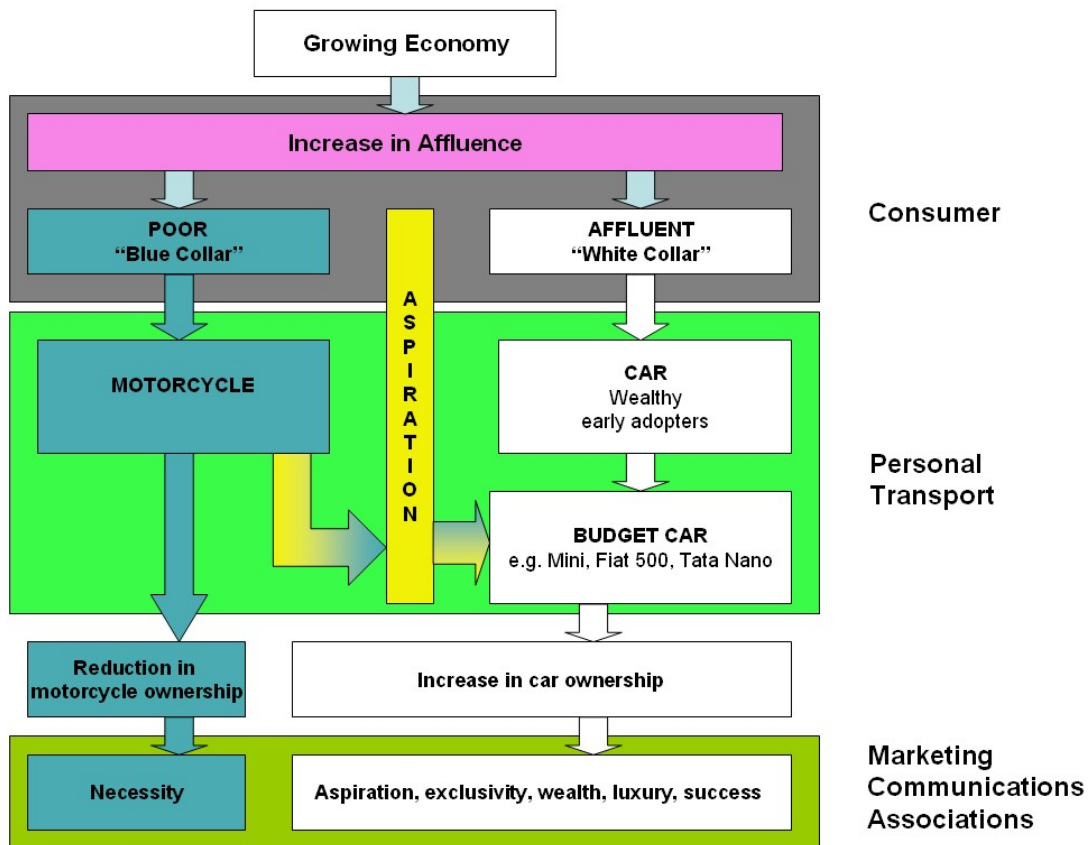 Growing Economy
Increase in Affluence
Consumer
POOR
“Blue Collar”
AFFLUENT
“White Collar”
ASPIRATION
MOTORCYCLE
CAR
Wealthy
early adopters
Personal
Transport
BUDGET CAR
e.g. Mini, Fiat 500, Tata Nano
Reduction in
motorcycle ownership
Increase in car ownership
Marketing
Communications
Associations
Necessity
Aspiration, exclusivity, wealth, luxury, success